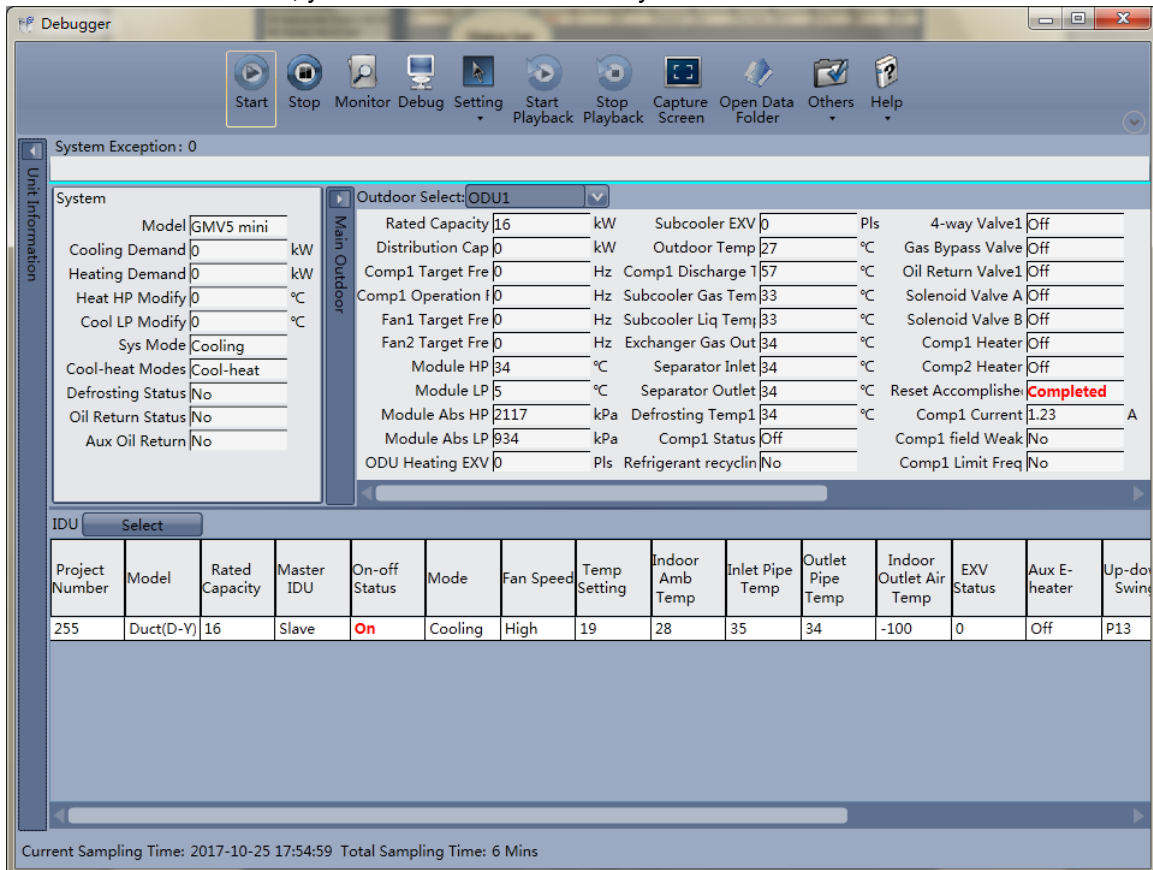 Debugger
Start Stop Monitor Debug Setting Start Playback Stop Playback Capture Screen Open Data Folder Others Help
System Exception: 0
Unit Information
System
Model GMV5 mini
Cooling Demand 0 kW
Heating Demand 0 kW
Heat HP Modify 0 ℃
Cool LP Modify 0 ℃
Sys Mode Cooling
Cool-heat Modes Cool-heat
Defrosting Status No
Oil Return Status No
Aux Oil Return No
Main Outdoor
Outdoor Select: ODU1
Rated Capacity 16 kW
Distribution Cap 0 kW
Comp1 Target Fre 0 Hz
Comp1 Operation F 0 Hz
Fan1 Target Fre 0 Hz
Fan2 Target Fre 0 Hz
Module HP 34 ℃
Module LP 5 ℃
Module Abs HP 2117 kPa
Module Abs LP 934 kPa
ODU Heating EXV 0 Pls
Subcooler EXV 0 Pls
Outdoor Temp 27 ℃
Comp1 Discharge T 57 ℃
Subcooler Gas Tem 33 ℃
Subcooler Liq Tem 33 ℃
Exchanger Gas Out 34 ℃
Separator Inlet 34 ℃
Separator Outlet 34 ℃
Defrosting Temp1 34 ℃
Comp1 Status Off
Refrigerant recyclin No
4-way Valve1 Off
Gas Bypass Valve Off
Oil Return Valve1 Off
Solenoid Valve A Off
Solenoid Valve B Off
Comp1 Heater Off
Comp2 Heater Off
Reset Accomplishe Completed
Comp1 Current 1.23 A
Comp1 field Weak No
Comp1 Limit Freq No
IDU Select
Project Number Model Rated Capacity Master IDU On-off Status Mode Fan Speed Temp Setting Indoor Amb Temp Inlet Pipe Temp Outlet Pipe Temp Indoor Outlet Air Temp EXV Status Aux E-heater Up-dow Swing
255 Duct(D-Y) 16 Slave On Cooling High 19 28 35 34 -100 0 Off P13
Current Sampling Time: 2017-10-25 17:54:59 Total Sampling Time: 6 Mins